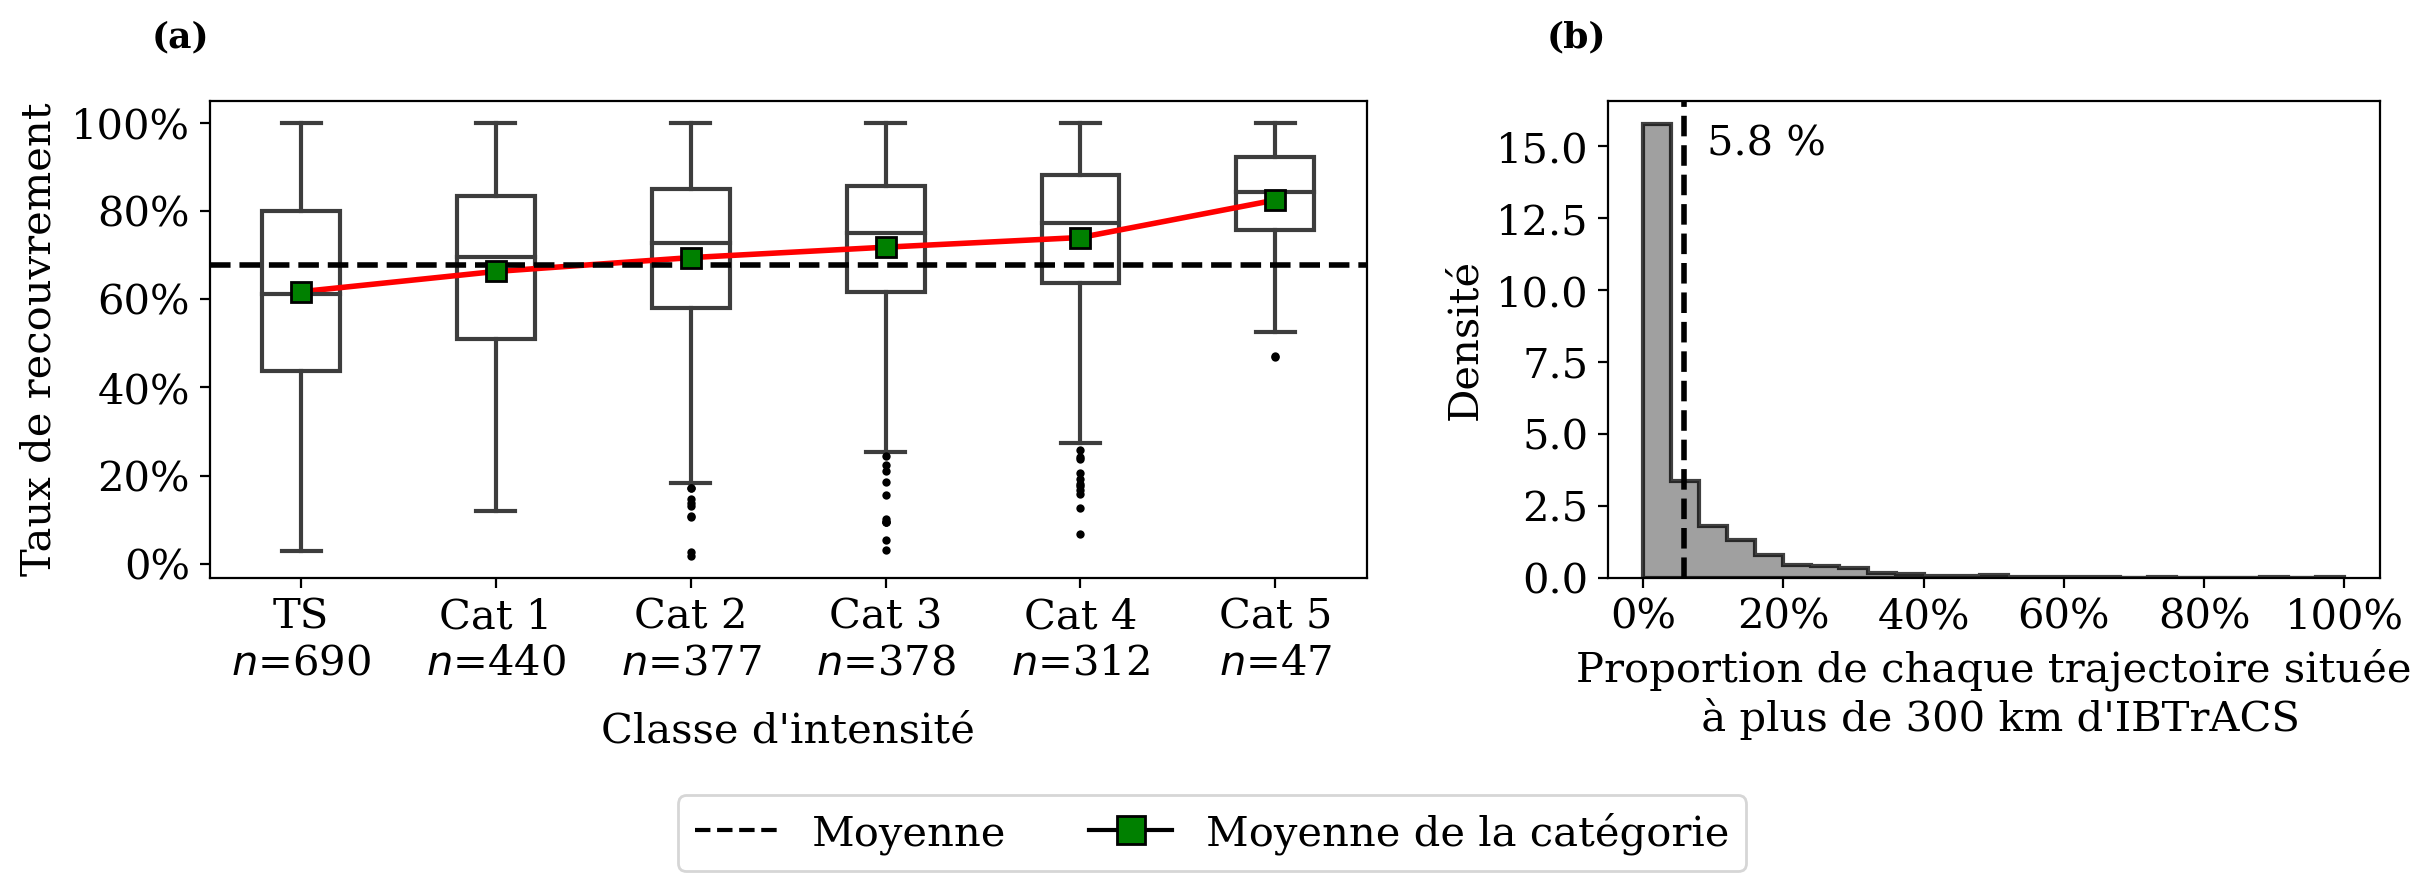 (a)
(b)
Taux de recouvrement
100%
80%
60%
40%
20%
0%
TS
n=690
Cat 1
n=440
Cat 2
n=377
Cat 3
n=378
Cat 4
n=312
Cat 5
n=47
Classe d'intensité
Densité
15.0
12.5
10.0
7.5
5.0
2.5
0.0
5.8 %
0%
20%
40%
60%
80%
100%
Proportion de chaque trajectoire située
à plus de 300 km d'IBTrACS
Moyenne
Moyenne de la catégorie